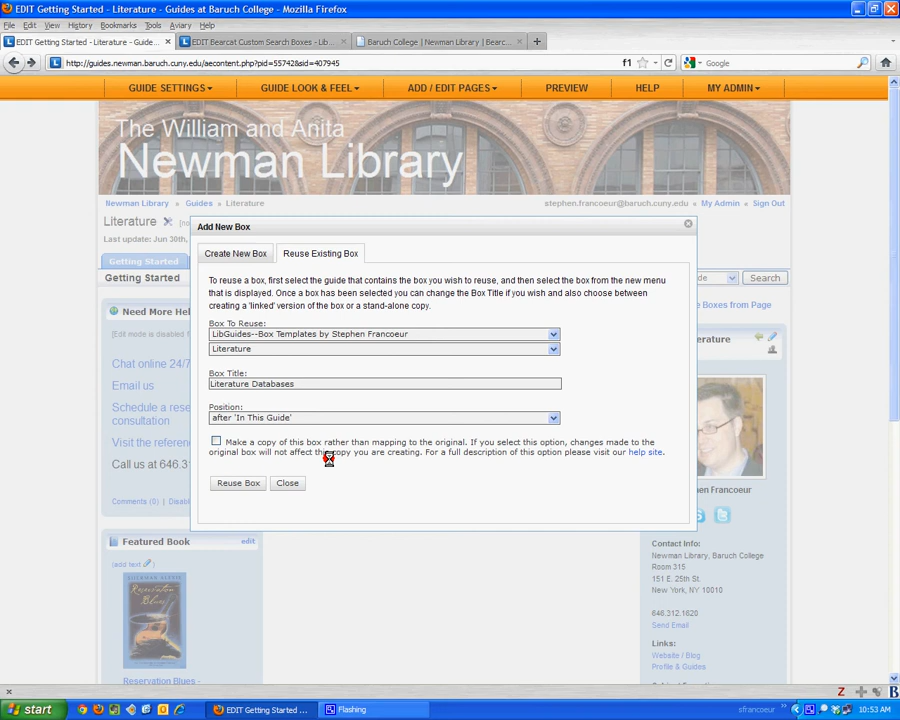 EDIT Getting Started - Literature - Guides at Baruch College - Mozilla Firefox
File Edit View History Bookmarks Tools Aviary Help
EDIT Getting Started - Literature - Guide...
EDIT Bearcat Custom Search Boxes - Lib...
Baruch College | Newman Library | Bearc...
http://guides.newman.baruch.cuny.edu/aecontent.php?pid=55742&sid=407945
f1
Google
GUIDE SETTINGS
GUIDE LOOK & FEEL
ADD / EDIT PAGES
PREVIEW
HELP
MY ADMIN
The William and Anita
Newman Library
Newman Library Guides Literature
stephen.francoeur@baruch.cuny.edu My Admin Sign Out
Literature
Last update: Jun 30th,
Getting Started
Getting Started
Search
Boxes from Page
Add New Box
Create New Box
Reuse Existing Box
To reuse a box, first select the guide that contains the box you wish to reuse, and then select the box from the new menu
that is displayed. Once a box has been selected you can change the Box Title if you wish and also choose between
creating a 'linked' version of the box or a stand-alone copy.
Box To Reuse:
LibGuides--Box Templates by Stephen Francoeur
Literature
Box Title:
Literature Databases
Position:
after 'In This Guide'
Make a copy of this box rather than mapping to the original. If you select this option, changes made to the
original box will not affect the copy you are creating. For a full description of this option please visit our help site.
Reuse Box
Close
Need More Hel
[Edit mode is disabled f
Chat online 24/7
Email us
Schedule a rese
consultation
Visit the referenc
Call us at 646.3
Comments (0) | Disabl
Featured Book edit
[add text]
Reservation Blues -
Contact Info:
Newman Library, Baruch College
Room 315
151 E. 25th St.
New York, NY 10010
646.312.1620
Send Email
Links:
Website / Blog
Profile & Guides
start
EDIT Getting Started ...
Flashing
sfrancoeur
10:53 AM